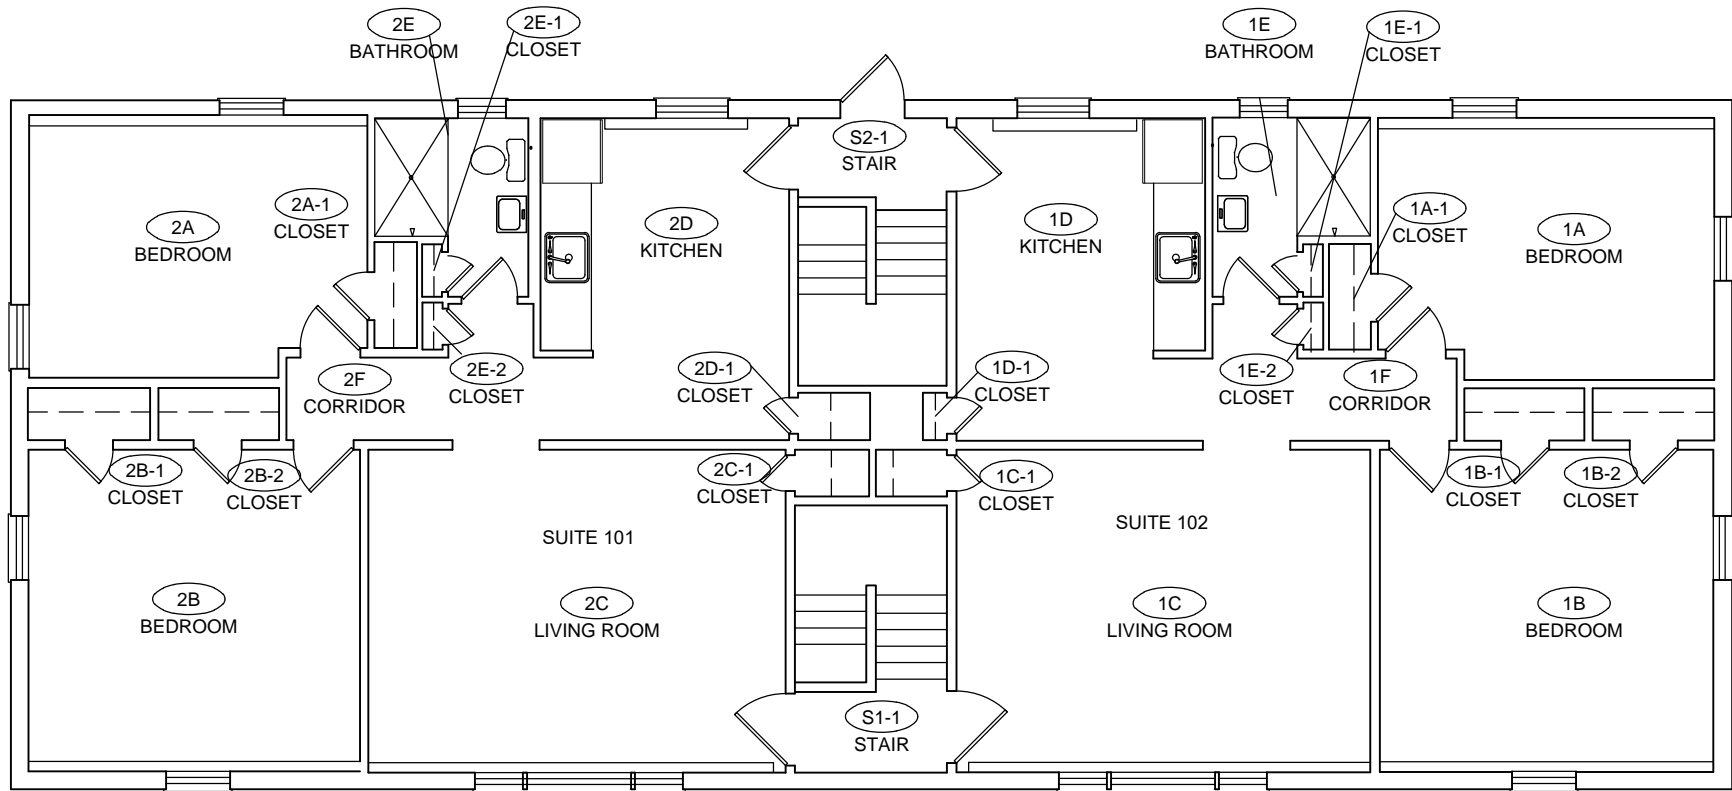 2E
BATHROOM
2E-1
CLOSET
1E
BATHROOM
1E-1
CLOSET
S2-1
STAIR
2A
BEDROOM
2A-1
CLOSET
2D
KITCHEN
1D
KITCHEN
1A-1
CLOSET
1A
BEDROOM
2F
CORRIDOR
2E-2
CLOSET
2D-1
CLOSET
1D-1
CLOSET
1E-2
CLOSET
1F
CORRIDOR
2B-1
CLOSET
2B-2
CLOSET
2C-1
CLOSET
1C-1
CLOSET
1B-1
CLOSET
1B-2
CLOSET
SUITE 101
SUITE 102
2B
BEDROOM
2C
LIVING ROOM
1C
LIVING ROOM
1B
BEDROOM
S1-1
STAIR